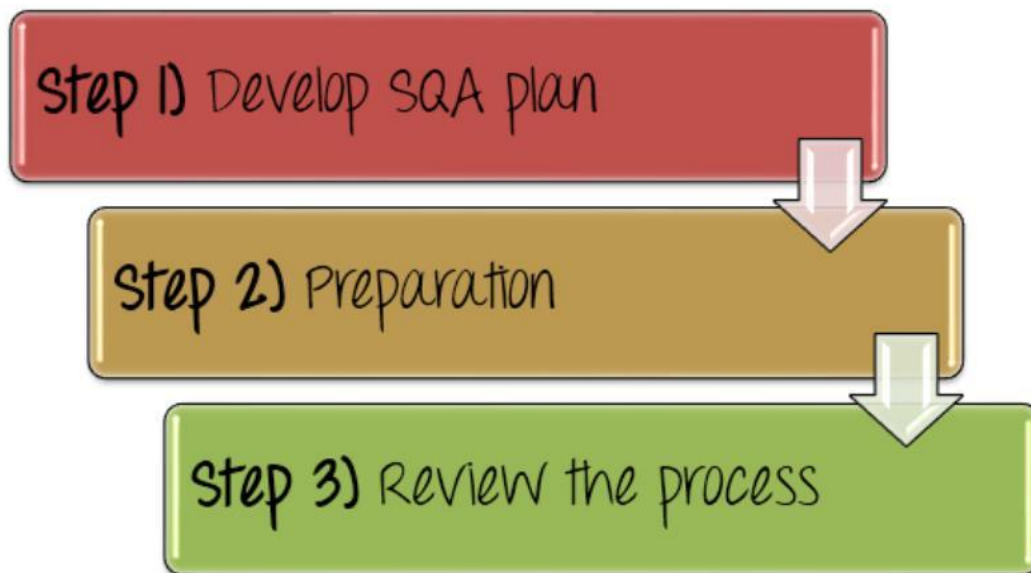 Step 1) Develop SQA plan
Step 2) Preparation
Step 3) Review the process